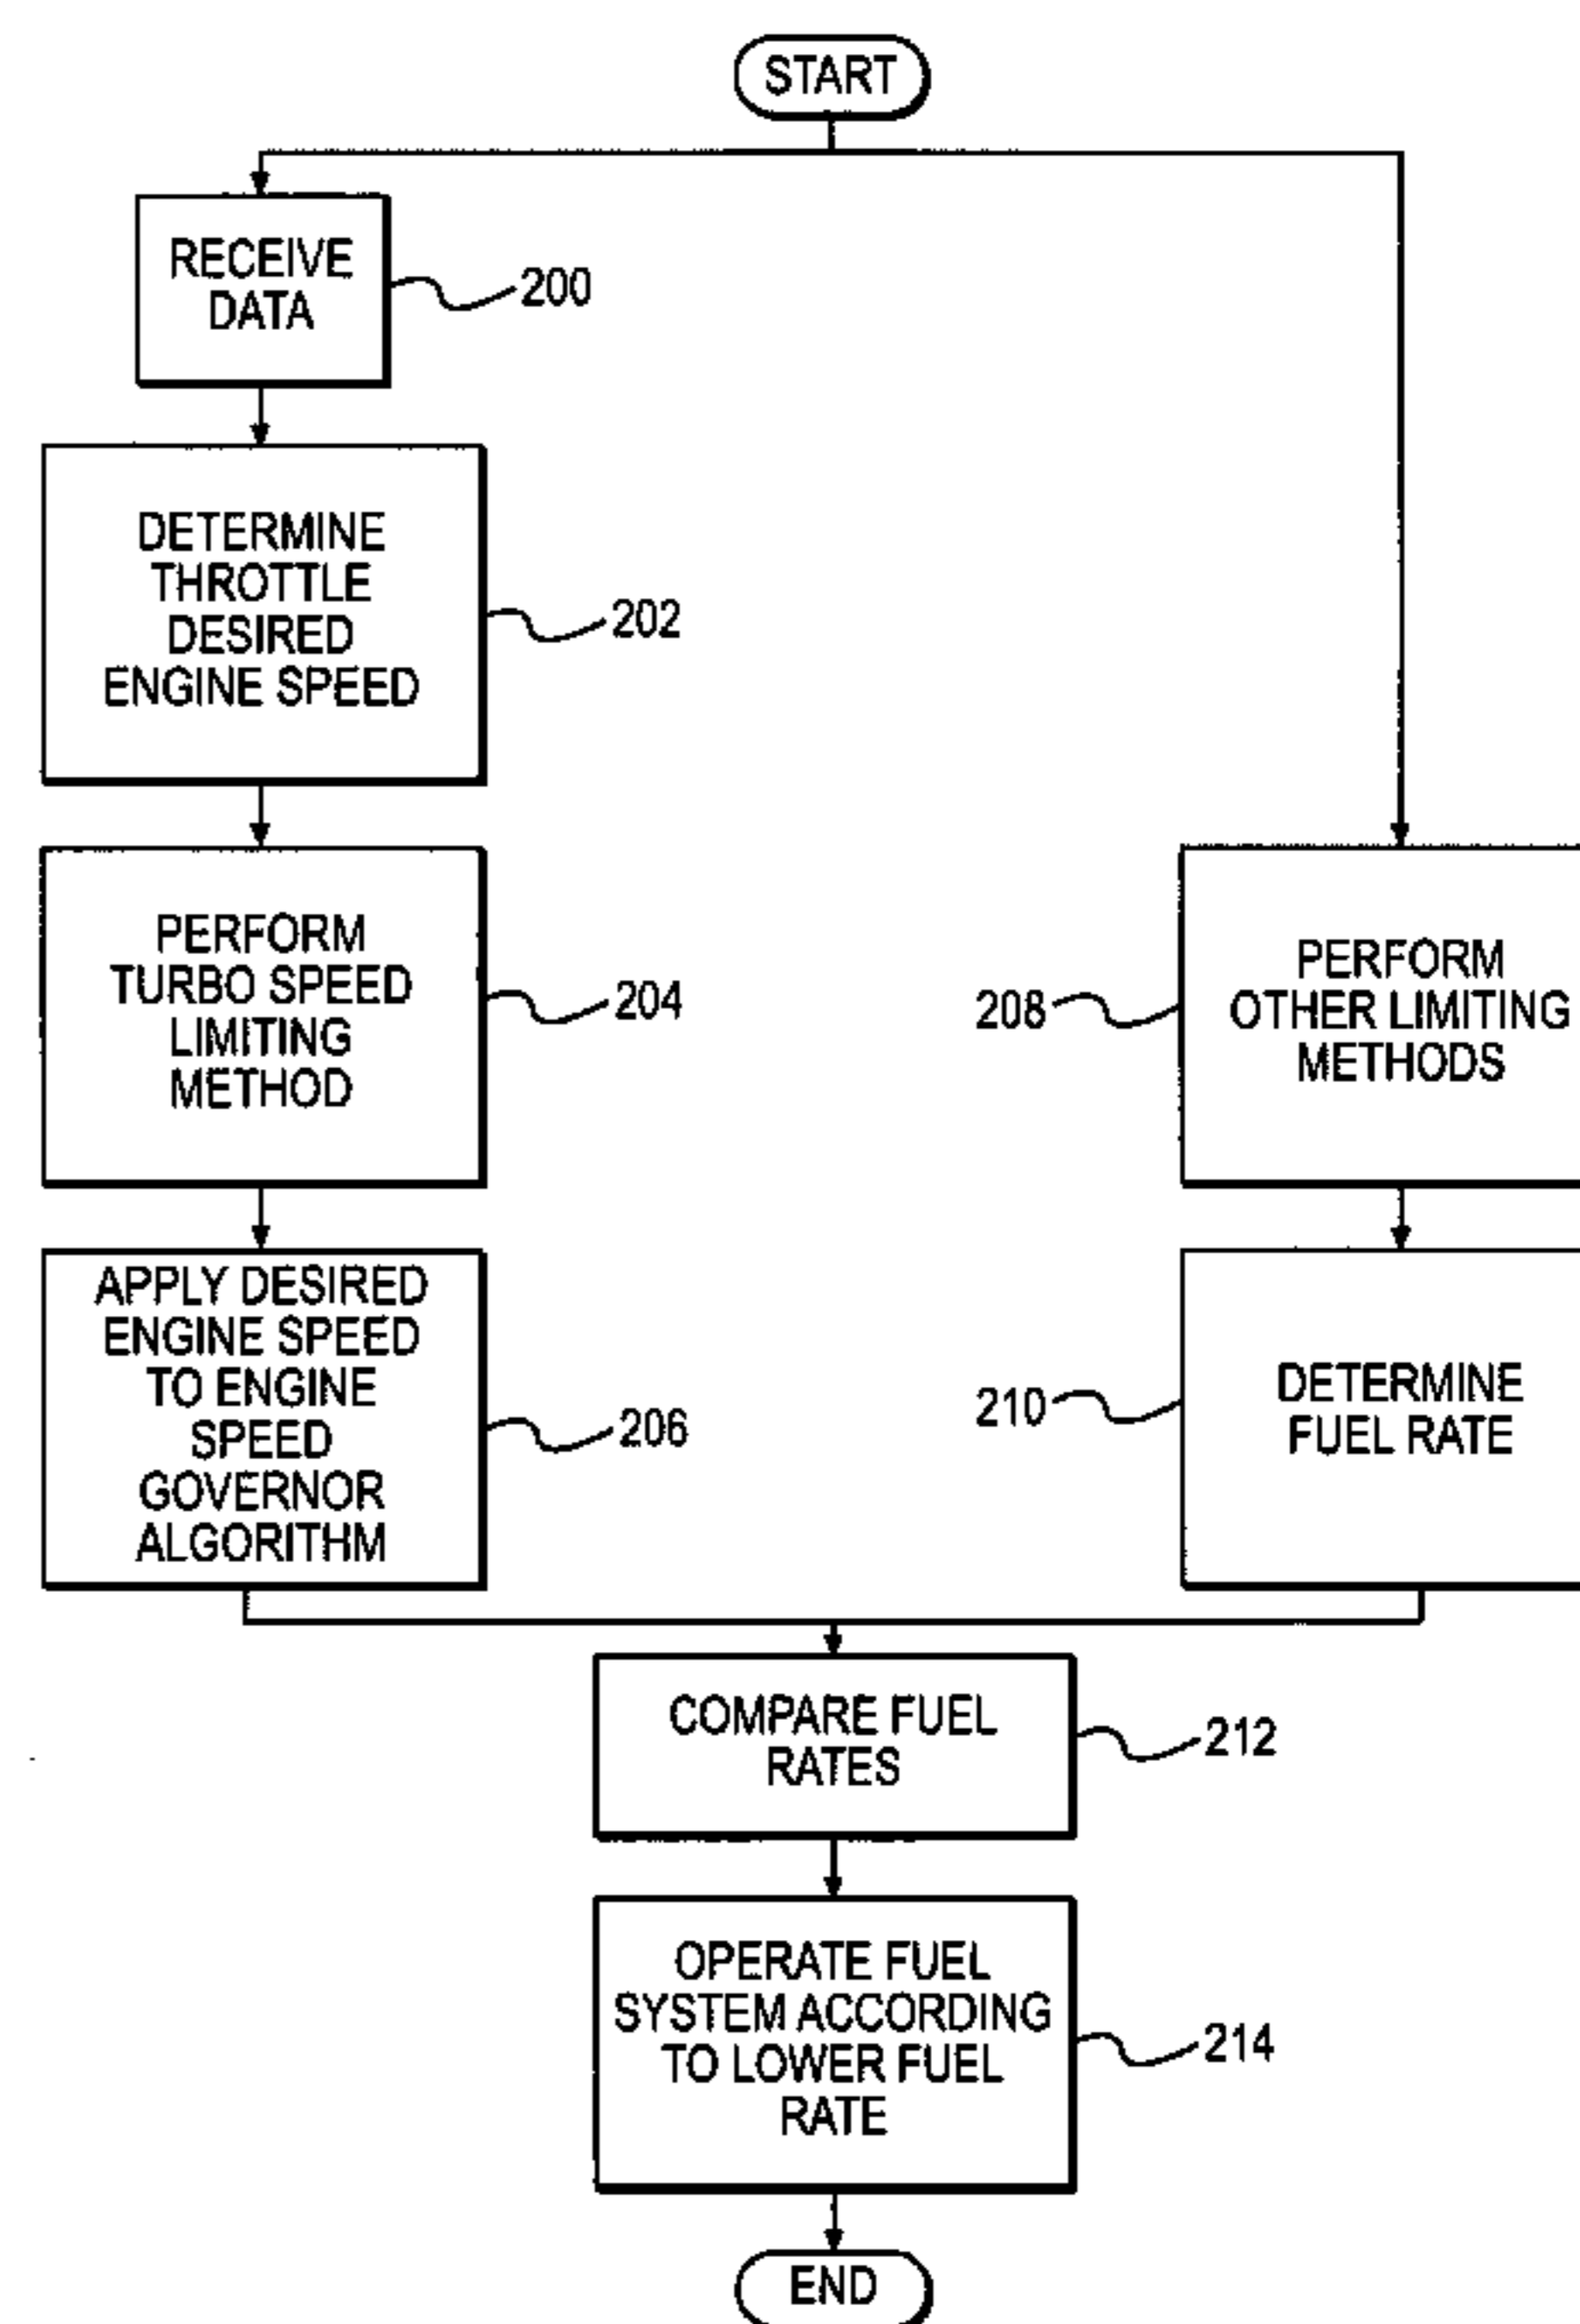 START
RECEIVE
DATA
200
DETERMINE
THROTTLE
DESIRED
ENGINE SPEED
202
PERFORM
TURBO SPEED
LIMITING
METHOD
204
APPLY DESIRED
ENGINE SPEED
TO ENGINE
SPEED
GOVERNOR
ALGORITHM
206
208
PERFORM
OTHER LIMITING
METHODS
210
DETERMINE
FUEL RATE
COMPARE FUEL
RATES
212
OPERATE FUEL
SYSTEM ACCORDING
TO LOWER FUEL
RATE
214
END